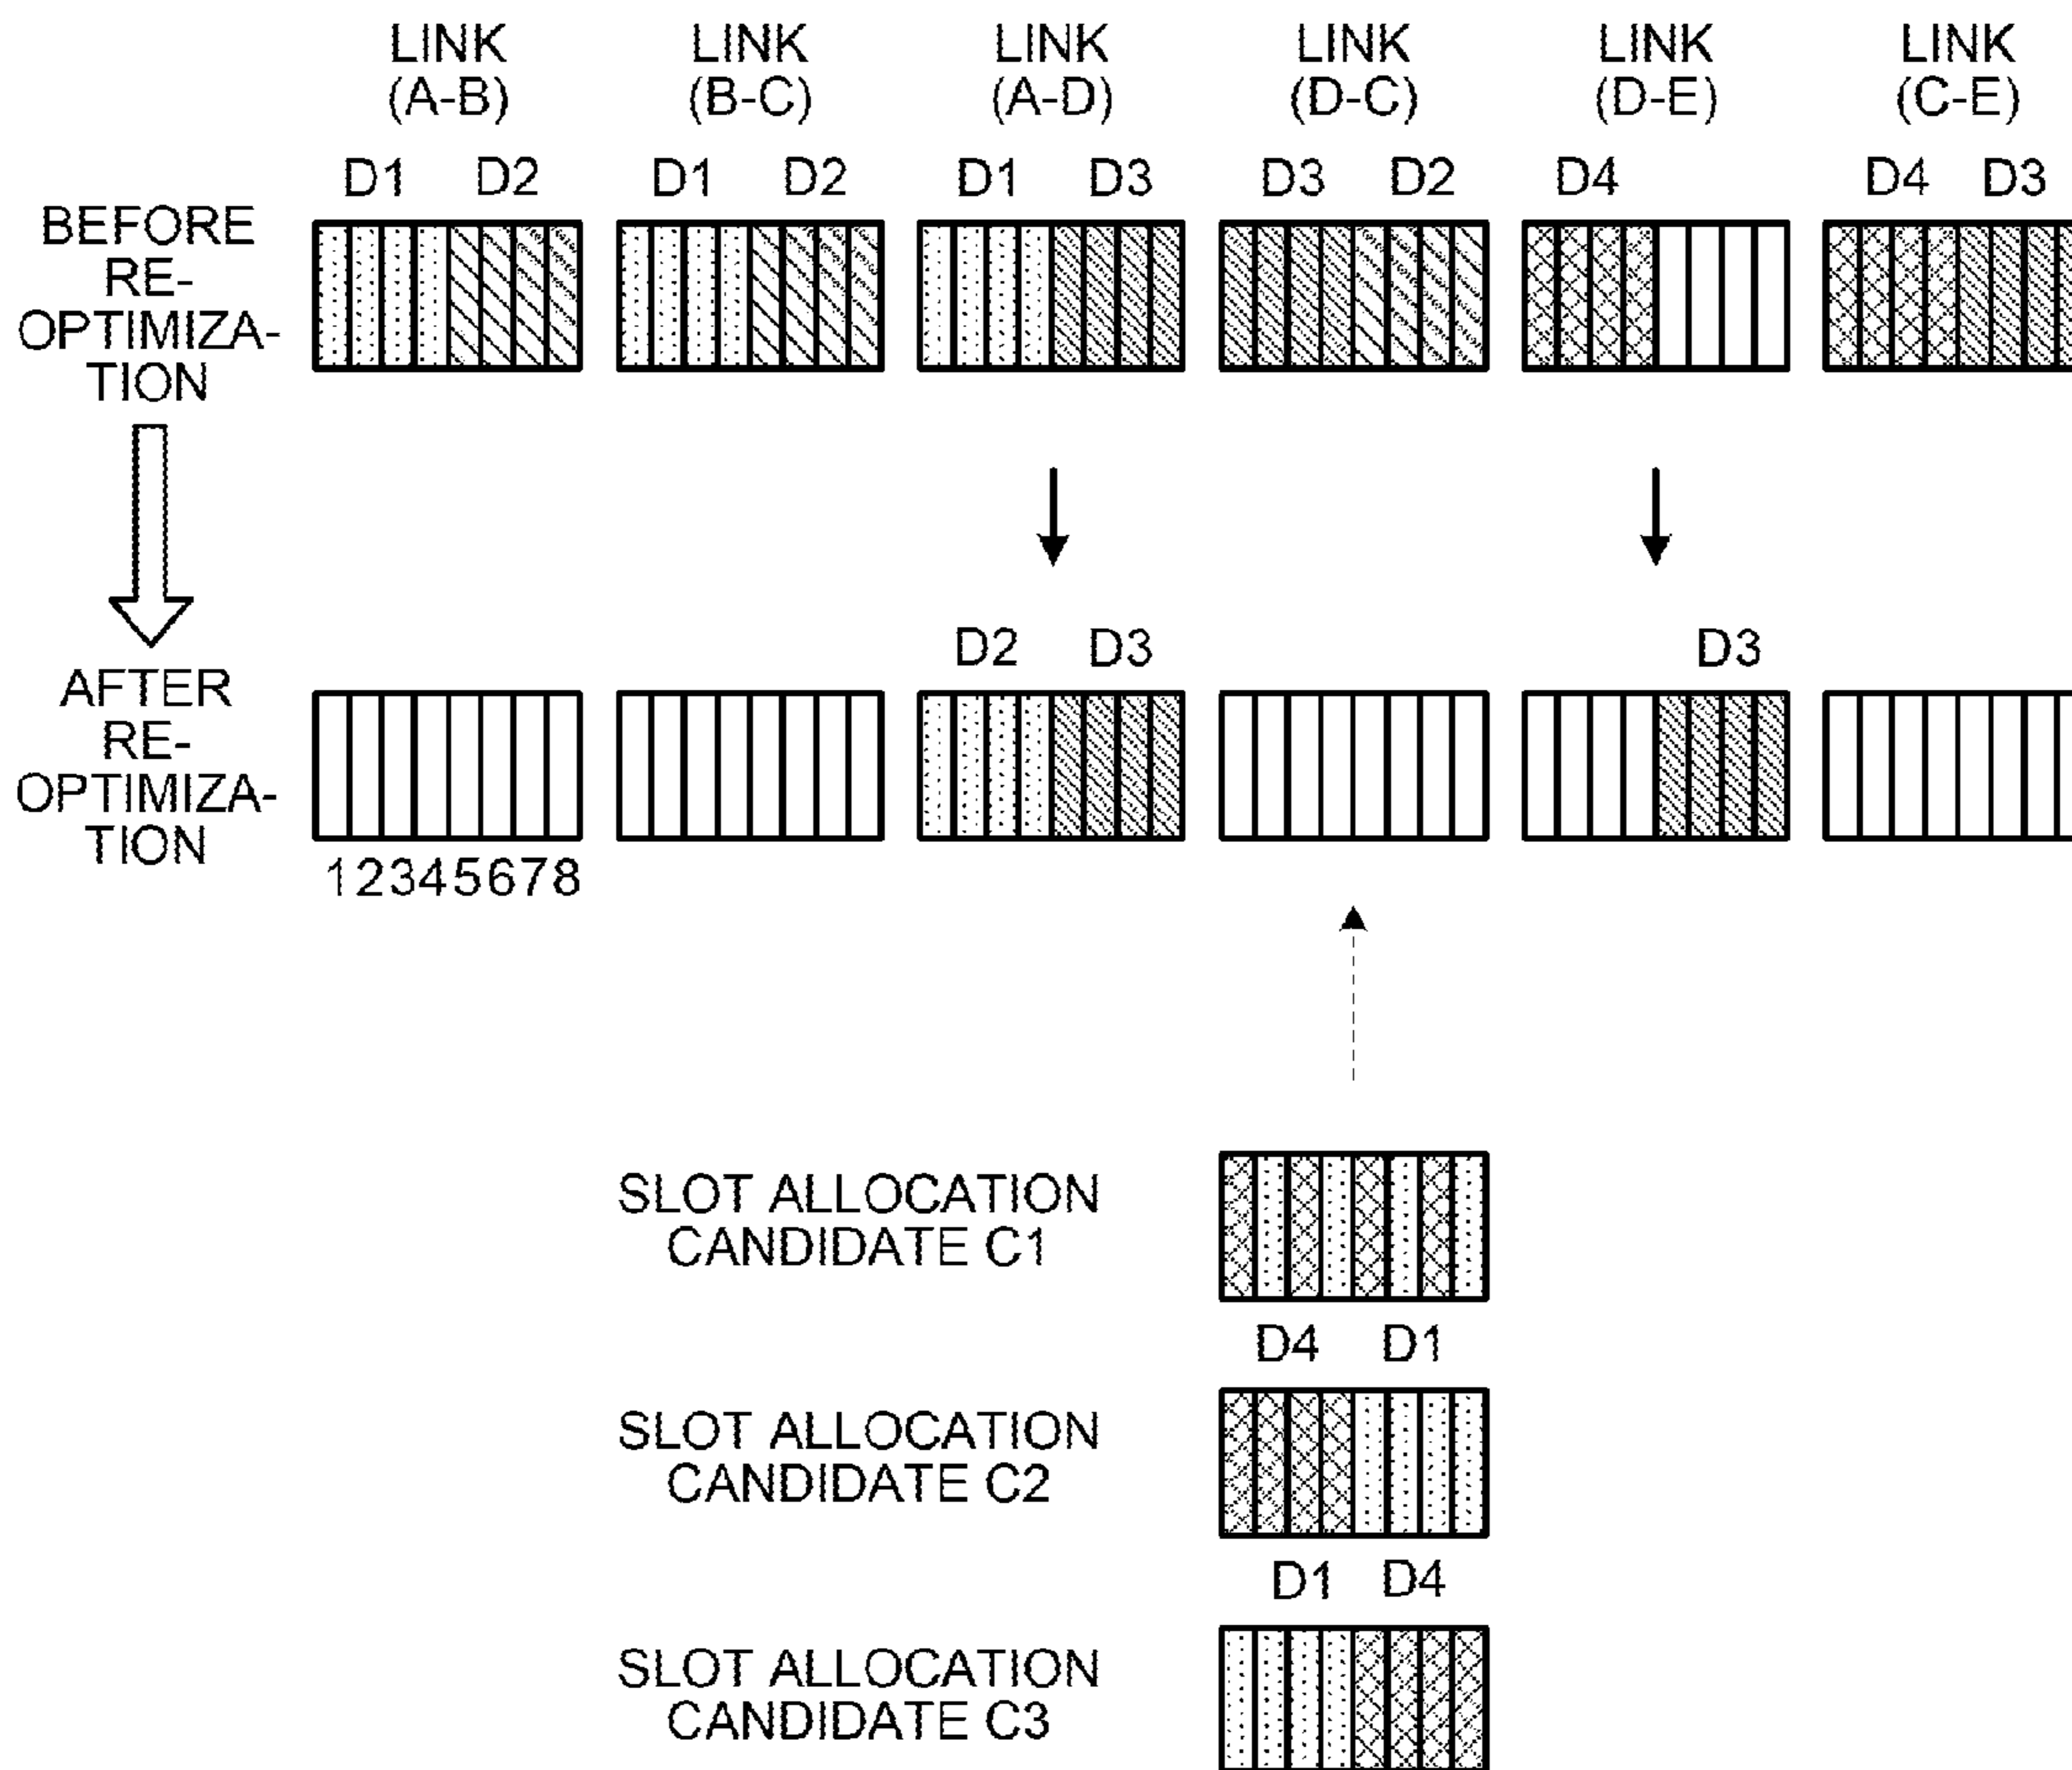 LINK (A-B)
LINK (B-C)
LINK (A-D)
LINK (D-C)
LINK (D-E)
LINK (C-E)
D1 D2
D1 D2
D1 D3
D3 D2
D4
D4 D3
BEFORE
RE-
OPTIMIZA-
TION
D2 D3
D3
AFTER
RE-
OPTIMIZA-
TION
12345678
SLOT ALLOCATION
CANDIDATE C1
D4 D1
SLOT ALLOCATION
CANDIDATE C2
D1 D4
SLOT ALLOCATION
CANDIDATE C3